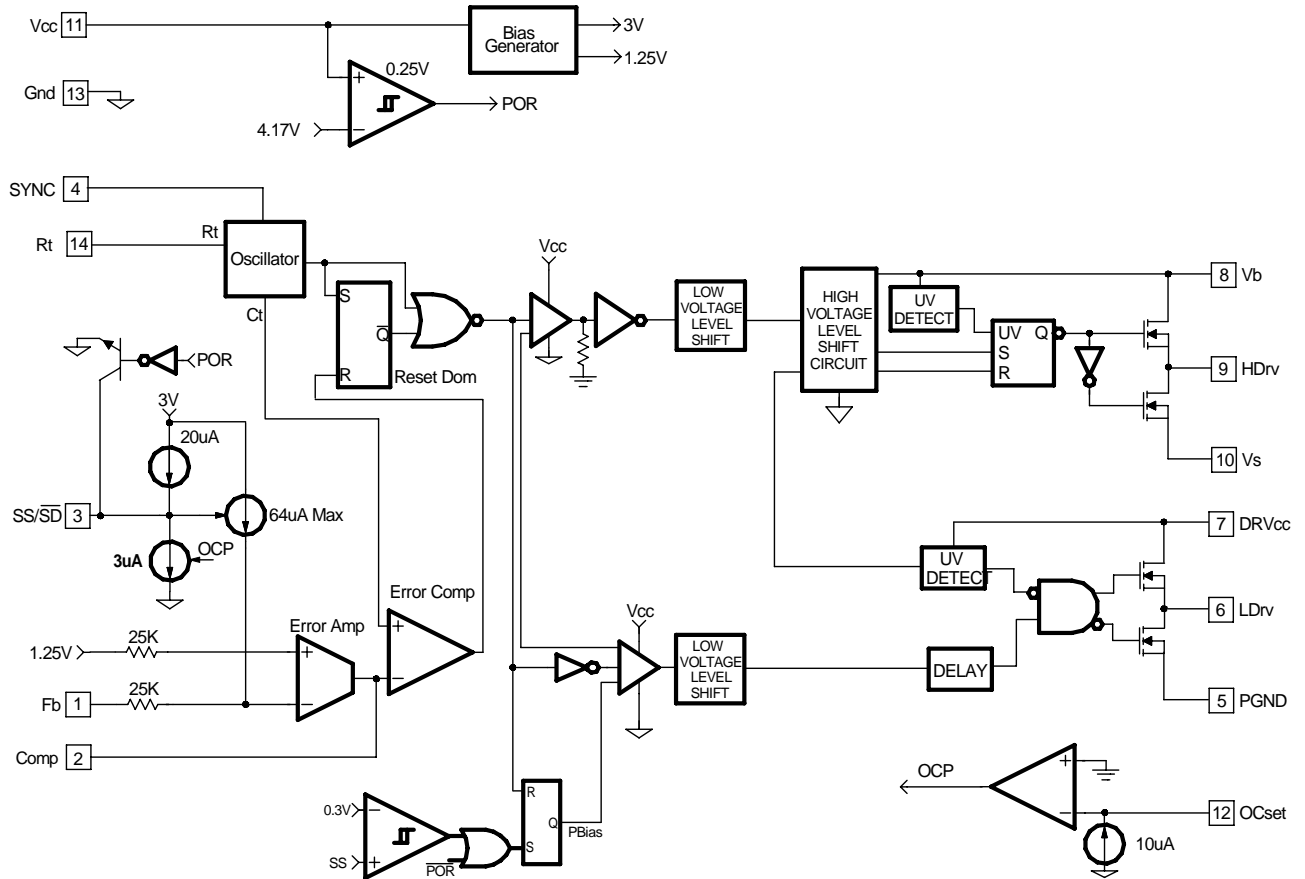 Vcc 11
Bias
Generator
3V
1.25V
0.25V
Gnd 13
+
POR
4.17V
−
SYNC 4
Rt 14
Rt
Oscillator
Ct
S
Q̅
R
Reset Dom
Vcc
LOW
VOLTAGE
LEVEL
SHIFT
HIGH
VOLTAGE
LEVEL
SHIFT
CIRCUIT
UV
DETECT
UV Q
S
R
8 Vb
9 HDrv
10 Vs
POR
3V
20uA
SS/S̅D̅ 3
64uA Max
3uA
OCP
Error Comp
+
−
Error Amp
1.25V
25K
+
Fb 1
25K
−
Comp 2
Vcc
LOW
VOLTAGE
LEVEL
SHIFT
UV
DETECT
DELAY
7 DRVcc
6 LDrv
5 PGND
0.3V
−
SS
+
P̅O̅R̅
R
Q
S
PBias
OCP
+
−
12 OCset
10uA